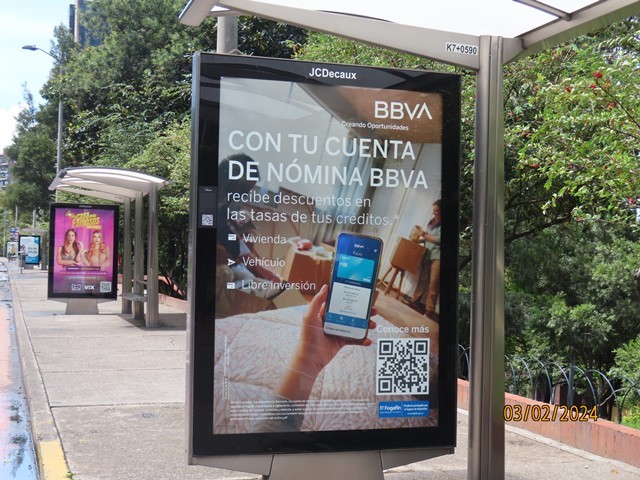 K7+0590
JCDecaux
BBVA
Creando Oportunidades
CON TU CUENTA
DE NÓMINA BBVA
recibe descuentos en
las tasas de tus créditos.*
Vivienda
Vehículo
Libre inversión
Conoce más
Fogafín
ViX
03/02/2024